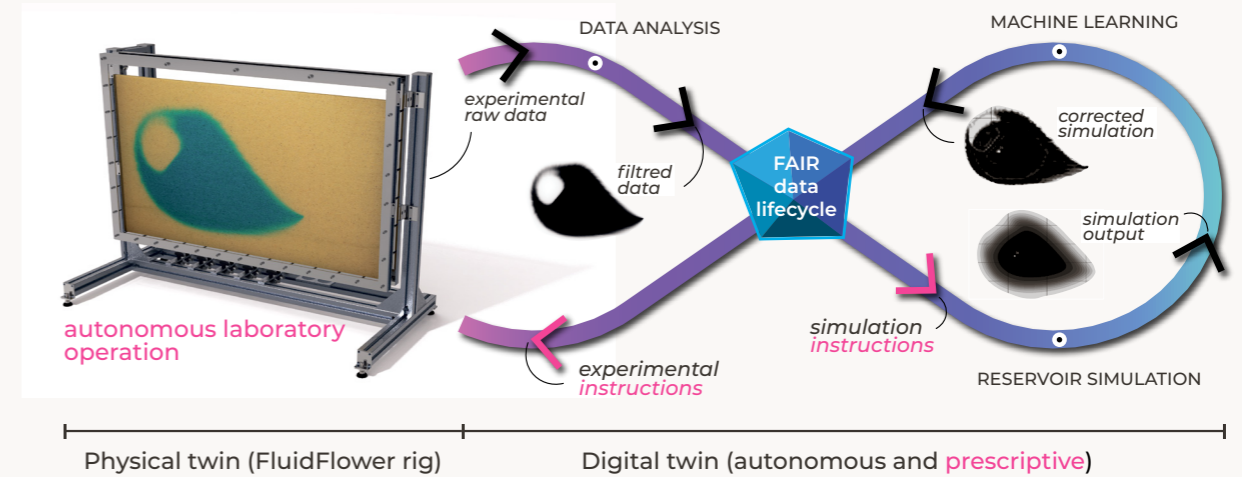 DATA ANALYSIS
MACHINE LEARNING
experimental
raw data
filtred
data
FAIR
data
lifecycle
corrected
simulation
simulation
output
autonomous laboratory
operation
simulation
instructions
experimental
instructions
RESERVOIR SIMULATION
Physical twin (FluidFlower rig)
Digital twin (autonomous and prescriptive)